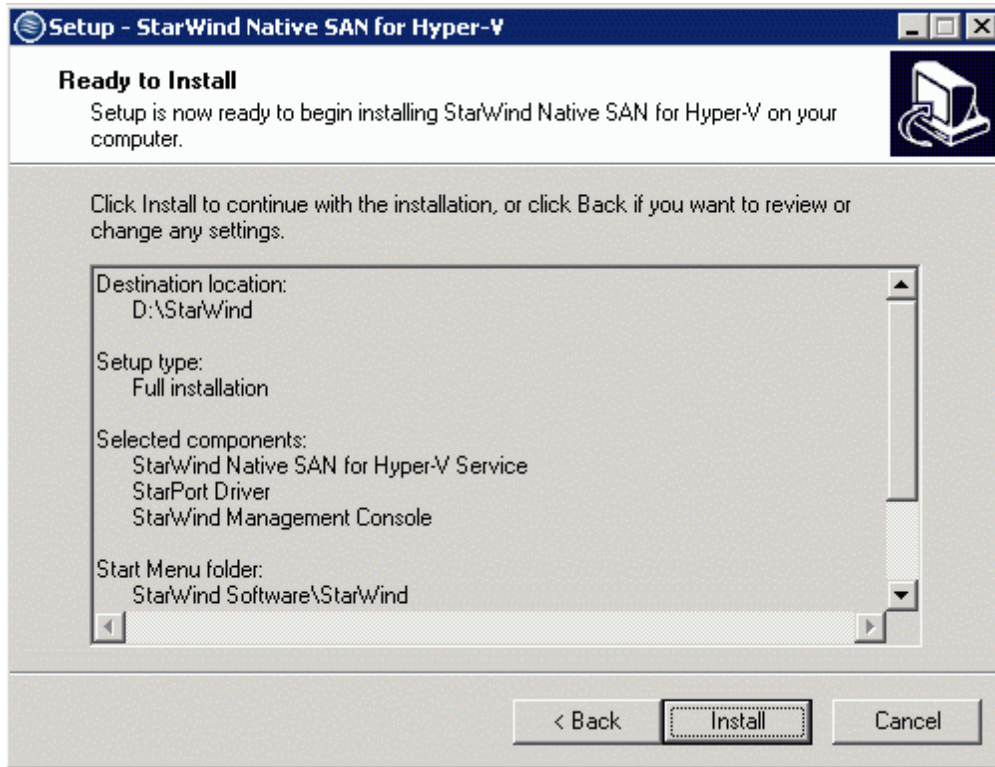 Setup - StarWind Native SAN for Hyper-V
Ready to Install
Setup is now ready to begin installing StarWind Native SAN for Hyper-V on your
computer.
Click Install to continue with the installation, or click Back if you want to review or
change any settings.
Destination location:
D:\StarWind
Setup type:
Full installation
Selected components:
StarWind Native SAN for Hyper-V Service
StarPort Driver
StarWind Management Console
Start Menu folder:
StarWind Software\StarWind
< Back
Install
Cancel